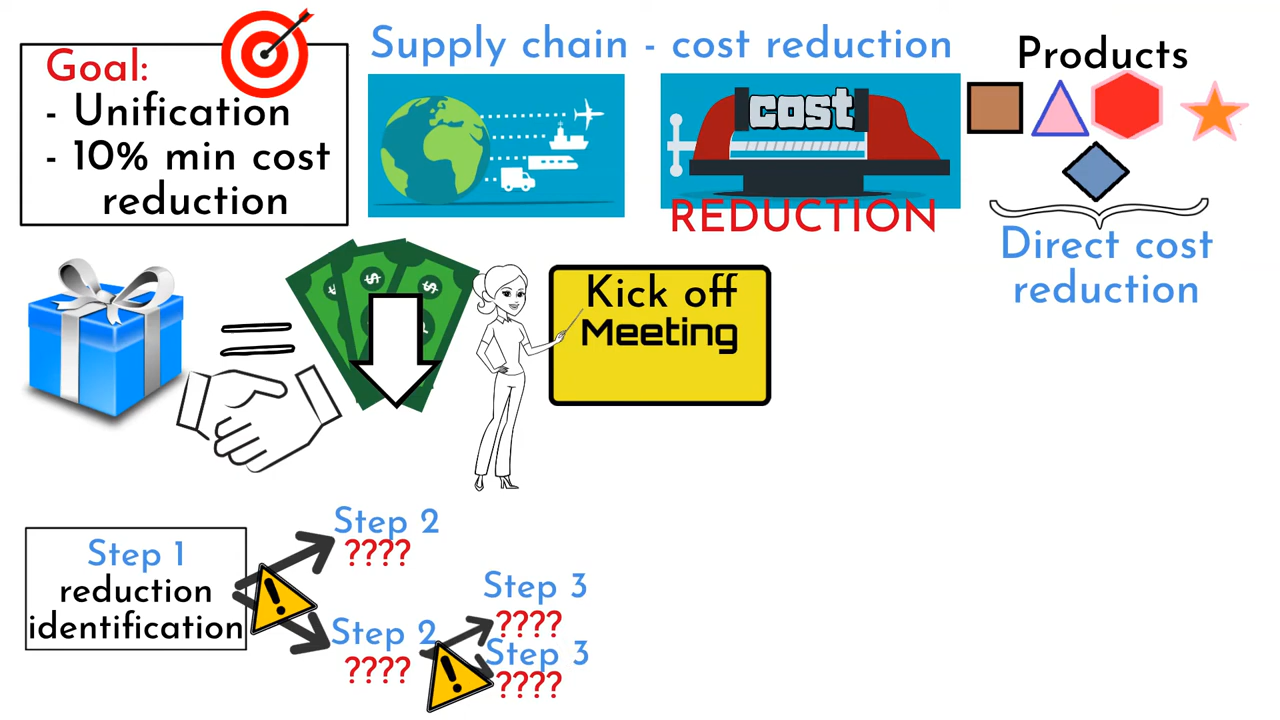 Supply chain - cost reduction
Goal:
- Unification
- 10% min cost
reduction
cost
REDUCTION
Products
Direct cost
reduction
$ $ $
Kick off
Meeting
Step 1
reduction
identification
Step 2
????
Step 2
????
Step 3
????
Step 3
????